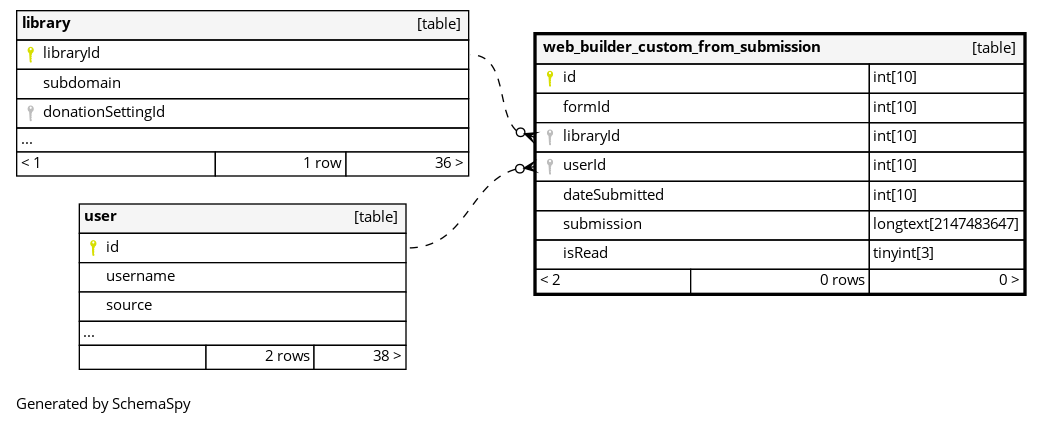 library [table]
libraryId
subdomain
donationSettingId
...
< 1 1 row 36 >
user [table]
id
username
source
...
2 rows 38 >
web_builder_custom_from_submission [table]
id int[10]
formId int[10]
libraryId int[10]
userId int[10]
dateSubmitted int[10]
submission longtext[2147483647]
isRead tinyint[3]
< 2 0 rows 0 >
Generated by SchemaSpy